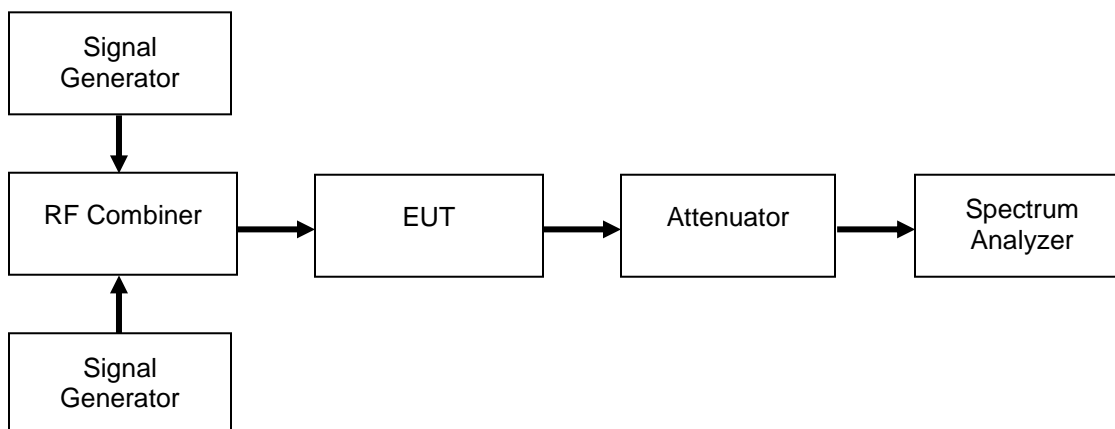 Signal
Generator
RF Combiner
EUT
Attenuator
Spectrum
Analyzer
Signal
Generator